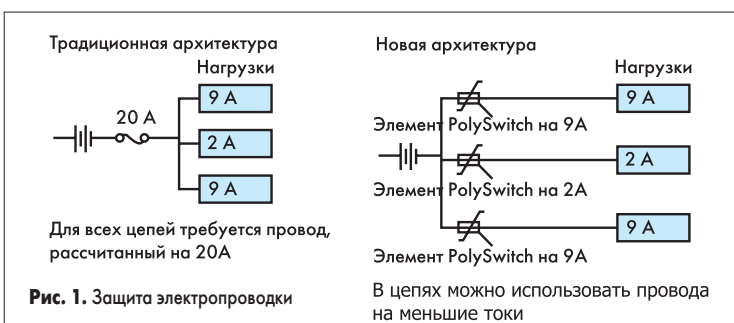 Традиционная архитектура
Нагрузки
20 А
9 А
2 А
9 А
Для всех цепей требуется провод,
рассчитанный на 20А
Рис. 1. Защита электропроводки
Новая архитектура
Нагрузки
9 А
Элемент PolySwitch на 9А
2 А
Элемент PolySwitch на 2А
9 А
Элемент PolySwitch на 9А
В цепях можно использовать провода
на меньшие токи